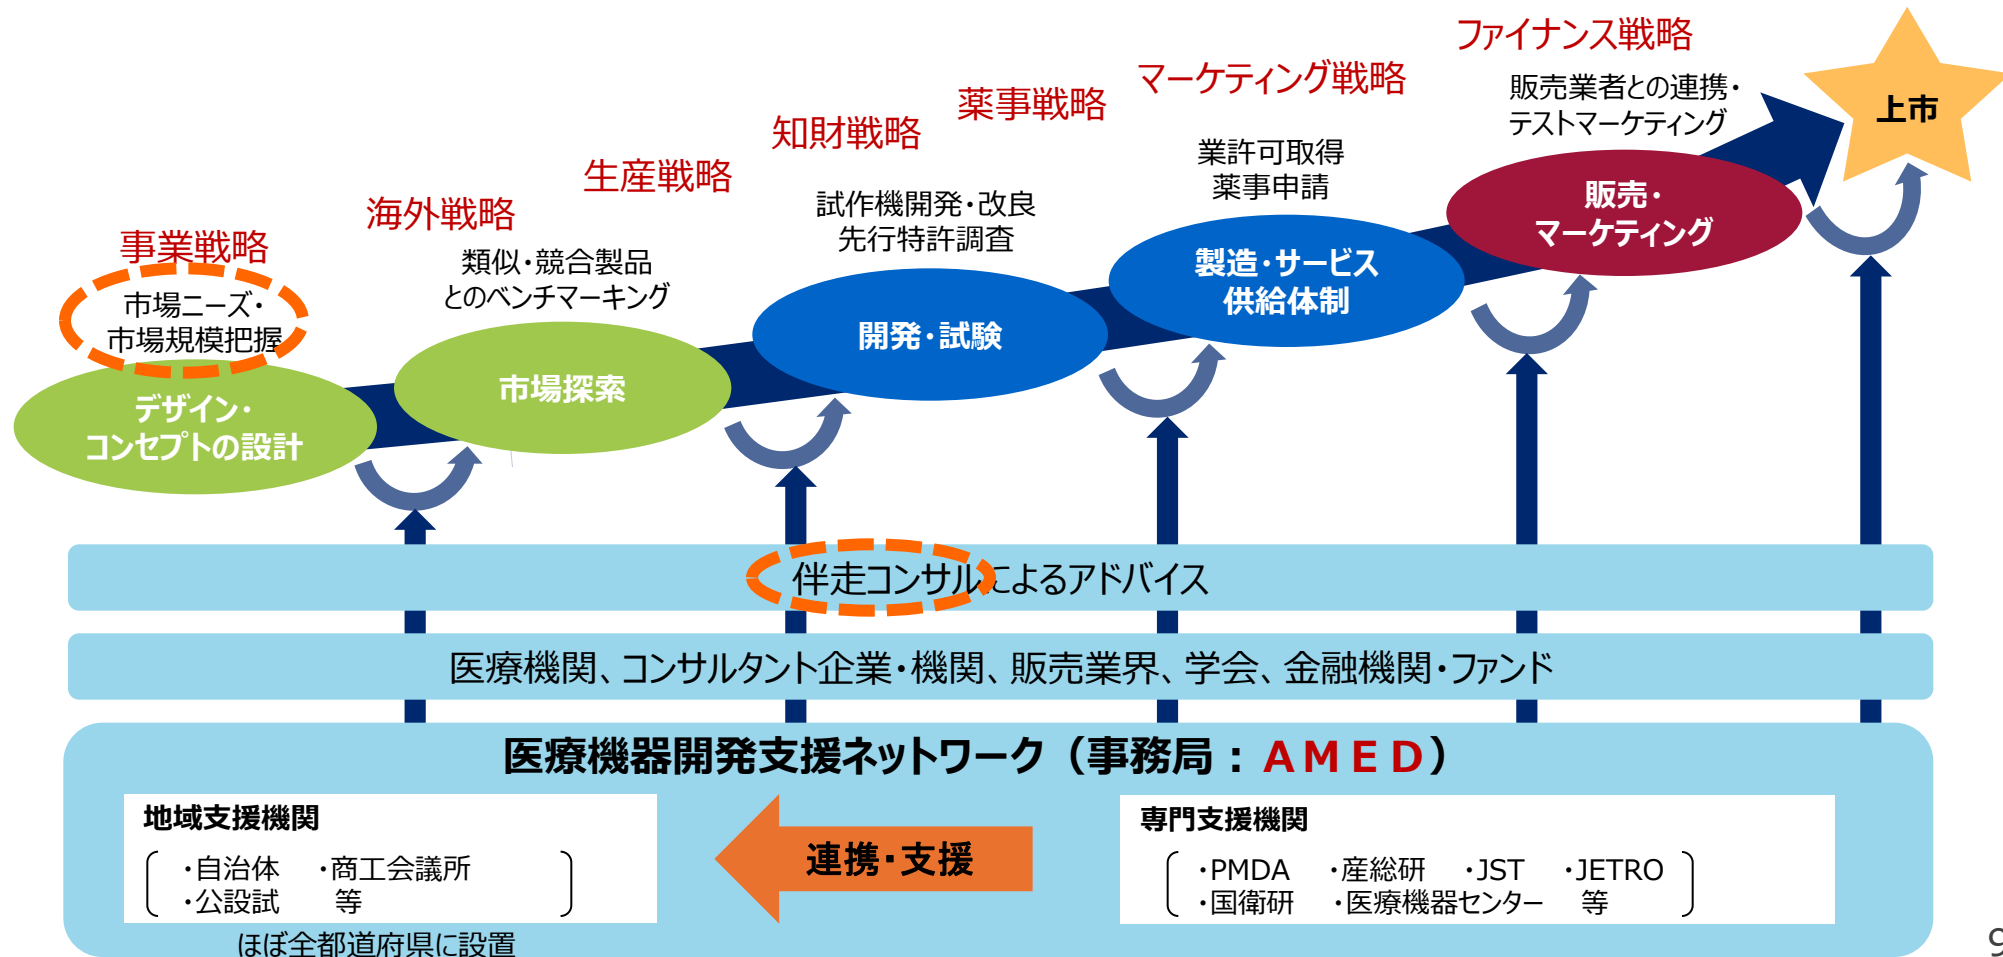 ファイナンス戦略
マーケティング戦略
薬事戦略
知財戦略
生産戦略
海外戦略
事業戦略
販売業者との連携・
テストマーケティング
上市
業許可取得
薬事申請
試作機開発・改良
先行特許調査
類似・競合製品
とのベンチマーキング
市場ニーズ・
市場規模把握
デザイン・
コンセプトの設計
市場探索
開発・試験
製造・サービス
供給体制
販売・
マーケティング
伴走コンサルによるアドバイス
医療機関、コンサルタント企業・機関、販売業界、学会、金融機関・ファンド
医療機器開発支援ネットワーク（事務局：ＡＭＥＤ）
地域支援機関
・自治体 ・商工会議所
・公設試 等
ほぼ全都道府県に設置
連携・支援
専門支援機関
・PMDA ・産総研 ・JST ・JETRO
・国衛研 ・医療機器センター 等
9